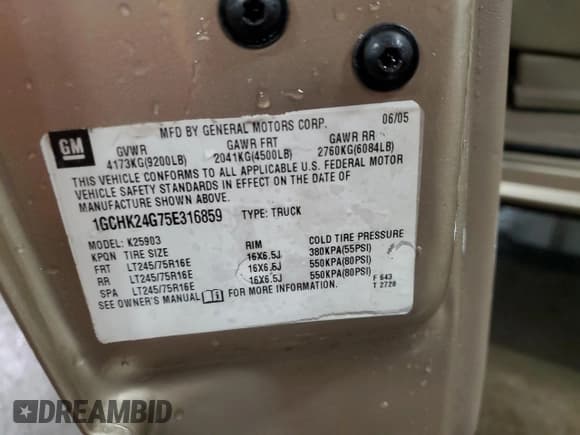 GM
MFD BY GENERAL MOTORS CORP. 06/05
GVWR GAWR FRT GAWR RR
4173KG(9200LB) 2041KG(4500LB) 2760KG(6084LB)
THIS VEHICLE CONFORMS TO ALL APPLICABLE U.S. FEDERAL MOTOR
VEHICLE SAFETY STANDARDS IN EFFECT ON THE DATE OF
MANUFACTURE SHOWN ABOVE.
1GCHK24G75E316859 TYPE: TRUCK
MODEL: K25903
KPQN TIRE SIZE RIM COLD TIRE PRESSURE
FRT LT245/75R16E 16X6.5J 380KPA(55PSI)
RR LT245/75R16E 16X6.5J 550KPA(80PSI)
SPA LT245/75R16E 16X6.5J 550KPA(80PSI)
SEE OWNER'S MANUAL FOR MORE INFORMATION.
F 643
T 2728
DREAMBID